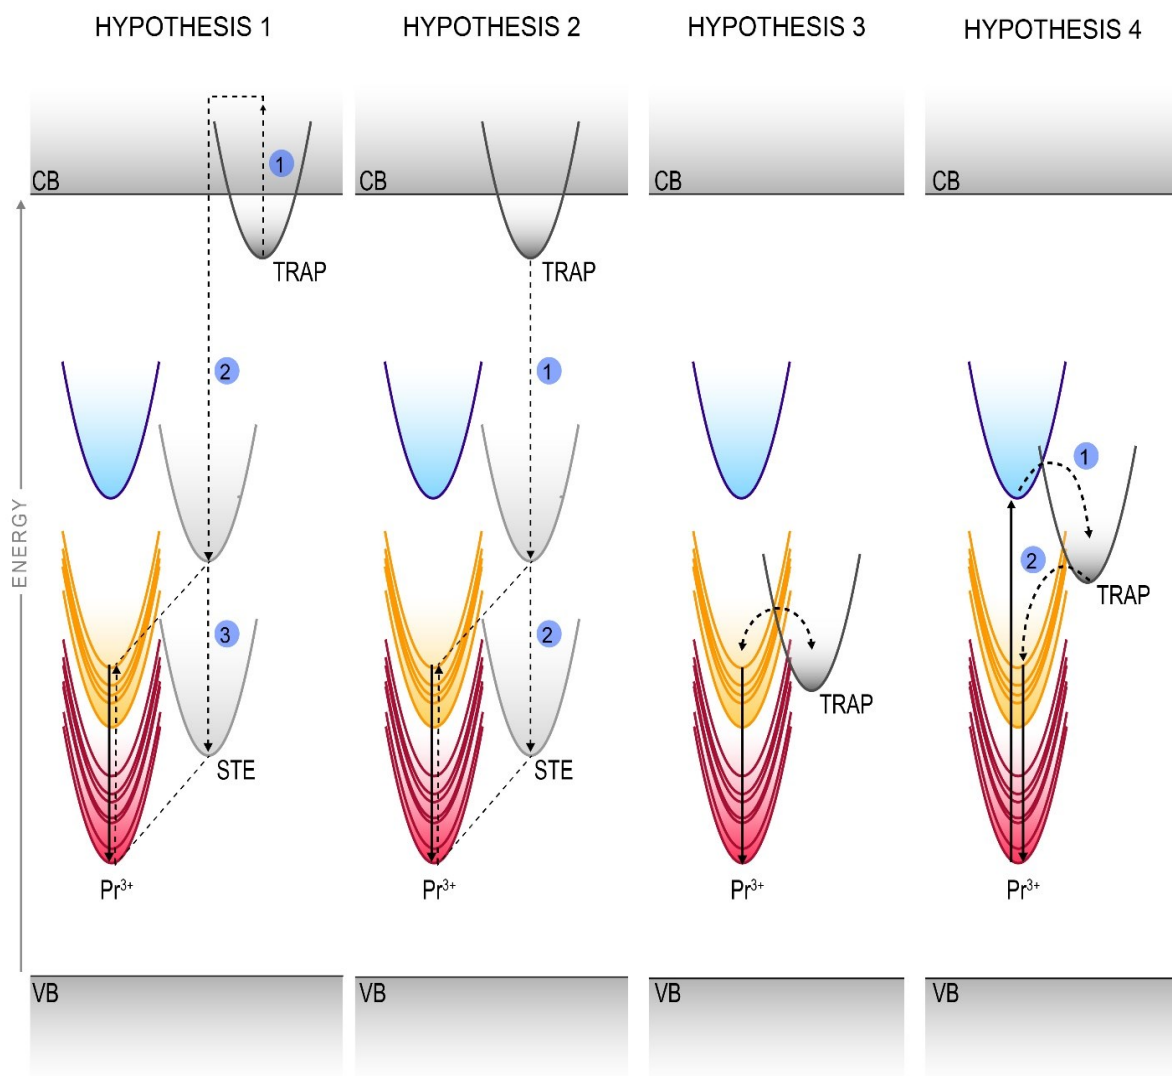 HYPOTHESIS 1
HYPOTHESIS 2
HYPOTHESIS 3
HYPOTHESIS 4
ENERGY
CB
1
TRAP
2
3
STE
Pr³⁺
VB
CB
TRAP
1
2
STE
Pr³⁺
VB
CB
TRAP
Pr³⁺
VB
CB
1
2
TRAP
Pr³⁺
VB